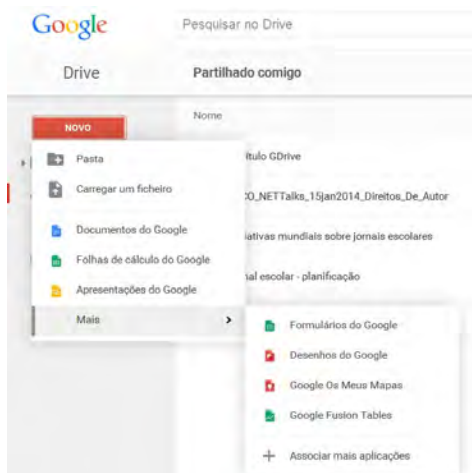 Google
Pesquisar no Drive
Drive
Partilhado comigo
NOVO
Nome
Pasta
ítulo GDrive
Carregar um ficheiro
CO_NETTalks_15jan2014_Direitos_De_Autor
Documentos do Google
iativas mundiais sobre jornais escolares
Folhas de cálculo do Google
nal escolar - planificação
Apresentações do Google
Mais
Formulários do Google
Desenhos do Google
Google Os Meus Mapas
Google Fusion Tables
Associar mais aplicações